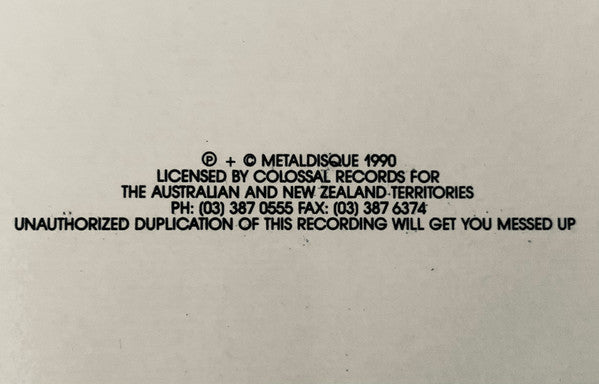 ℗ + © METALDISQUE 1990
LICENSED BY COLOSSAL RECORDS FOR
THE AUSTRALIAN AND NEW ZEALAND TERRITORIES
PH: (03) 387 0555 FAX: (03) 387 6374
UNAUTHORIZED DUPLICATION OF THIS RECORDING WILL GET YOU MESSED UP